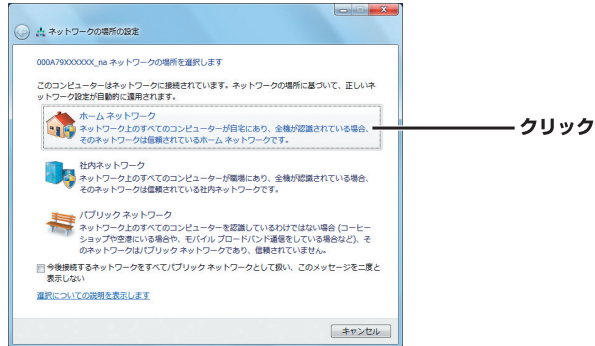 ネットワークの場所の設定
000A79XXXXXX_na ネットワークの場所を選択します
このコンピューターはネットワークに接続されています。ネットワークの場所に基づいて、正しいネ
ットワーク設定が自動的に適用されます。
ホーム ネットワーク
ネットワーク上のすべてのコンピューターが自宅にあり、全機が認識されている場合、
そのネットワークは信頼されているホーム ネットワークです。
クリック
社内ネットワーク
ネットワーク上のすべてのコンピューターが職場にあり、全機が認識されている場合、
そのネットワークは信頼されている社内ネットワークです。
パブリック ネットワーク
ネットワーク上のすべてのコンピューターを認識しているわけではない場合 (コーヒー
ショップや空港にいる場合や、モバイル ブロードバンド通信をしている場合など)、そ
のネットワークはパブリック ネットワークであり、信頼されていません。
今後接続するネットワークをすべてパブリック ネットワークとして扱い、このメッセージを二度と
表示しない
選択についての説明を表示します
キャンセル